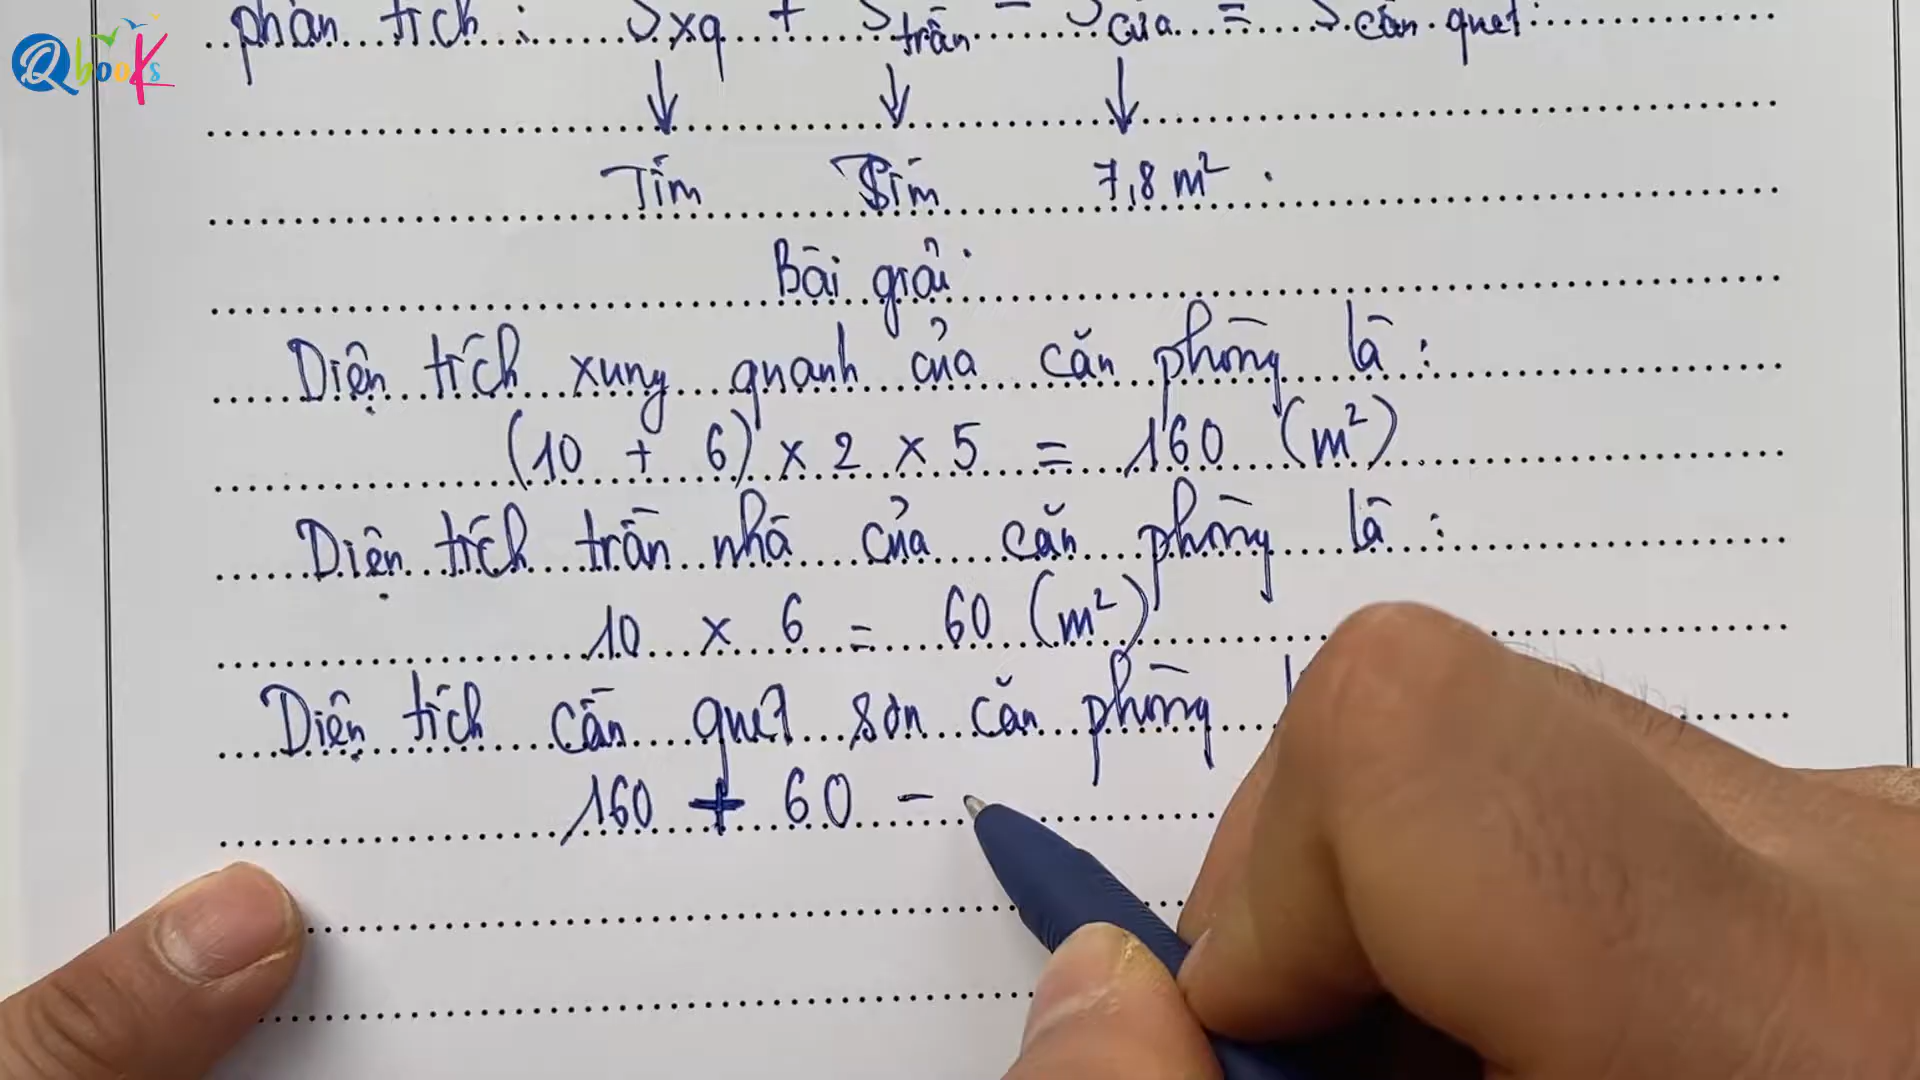 Qbooks
phân tích : Sxq + Strần - Scửa = Scần quét.
Tìm Tìm 7,8 m²
Bài giải
Diện tích xung quanh của căn phòng là :
(10 + 6) × 2 × 5 = 160 (m²)
Diện tích trần nhà của căn phòng là :
10 × 6 = 60 (m²)
Diện tích cần quét sơn căn phòng
160 + 60 -